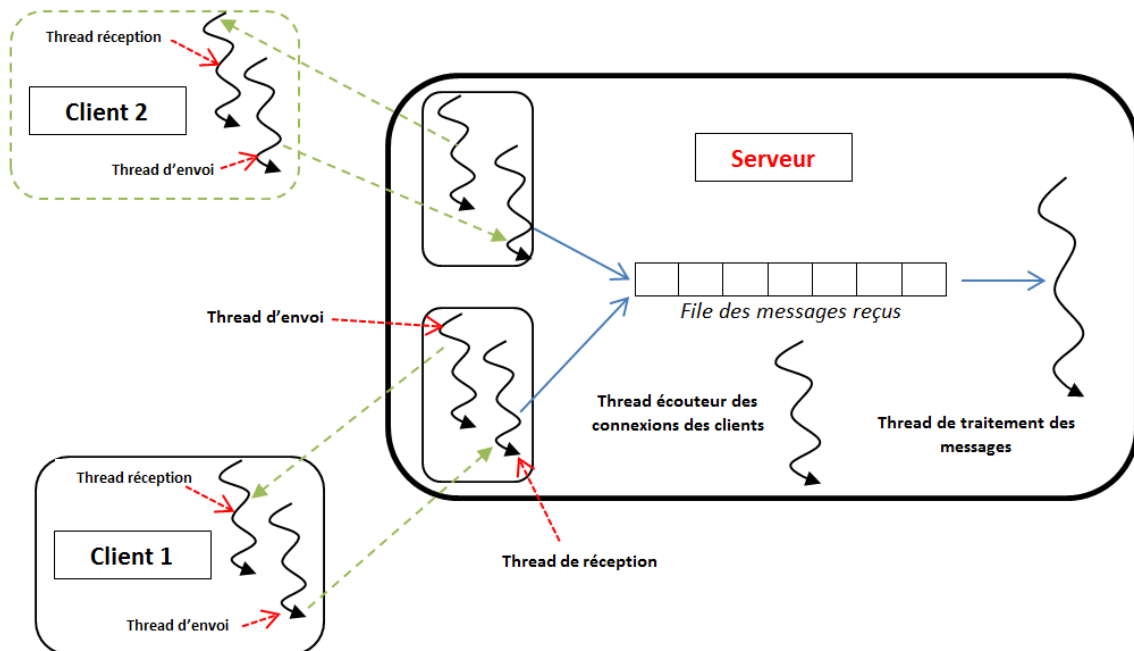 Thread réception
Client 2
Thread d'envoi
Serveur
File des messages reçus
Thread d'envoi
Thread écouteur des
connexions des clients
Thread de traitement des
messages
Thread réception
Client 1
Thread d'envoi
Thread de réception